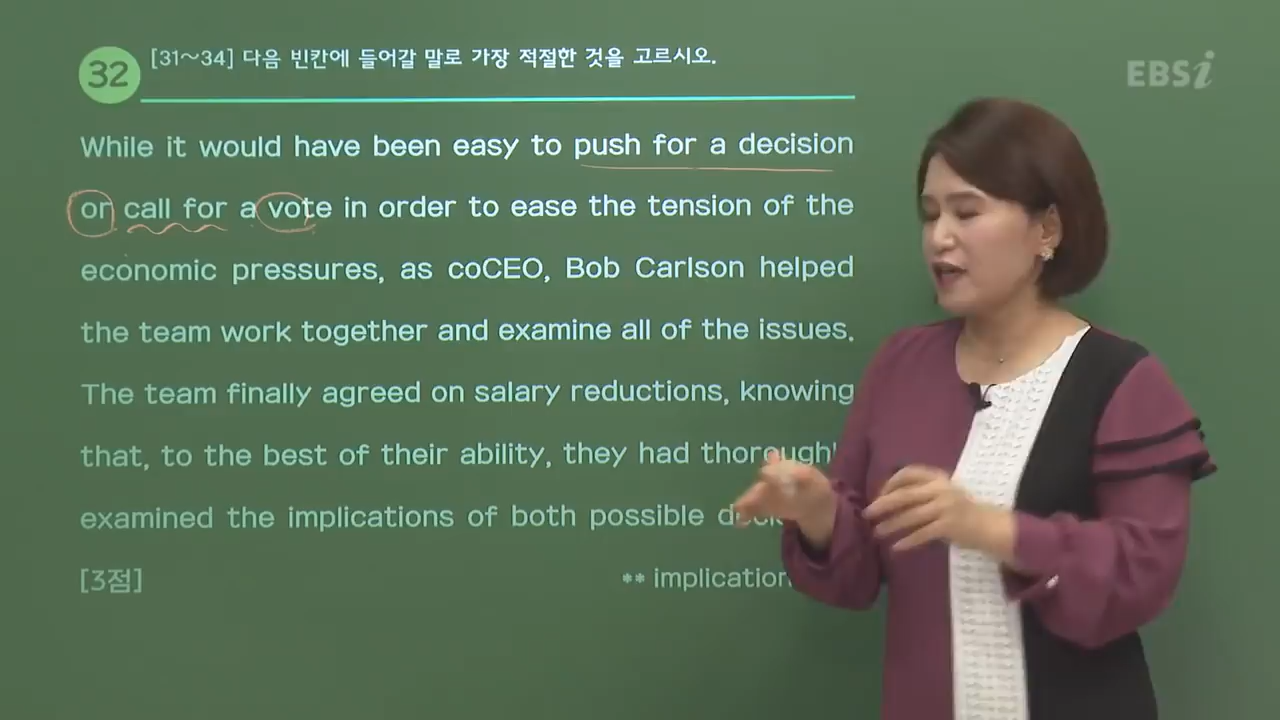 32
[31~34] 다음 빈칸에 들어갈 말로 가장 적절한 것을 고르시오.
EBSi
While it would have been easy to push for a decision
or call for a vote in order to ease the tension of the
economic pressures, as coCEO, Bob Carlson helped
the team work together and examine all of the issues.
The team finally agreed on salary reductions, knowing
that, to the best of their ability, they had
examined the implications of both possible
[3점]
** implication